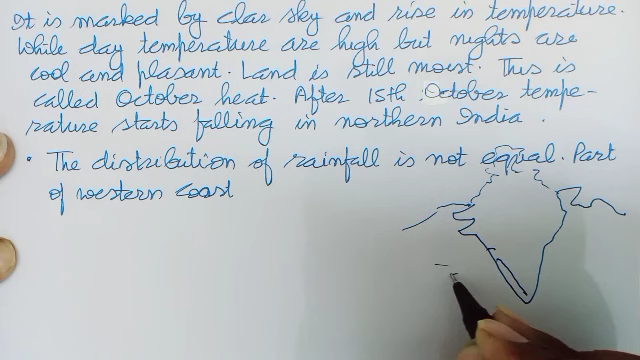 It is marked by clar sky and rise in temperature.
While day temperature are high but nights are
cool and plasant. Land is still moist. This is
called October heat. After 15th October tempe-
rature starts falling in northern India.
• The distribution of rainfall is not equal. Part
of western coast